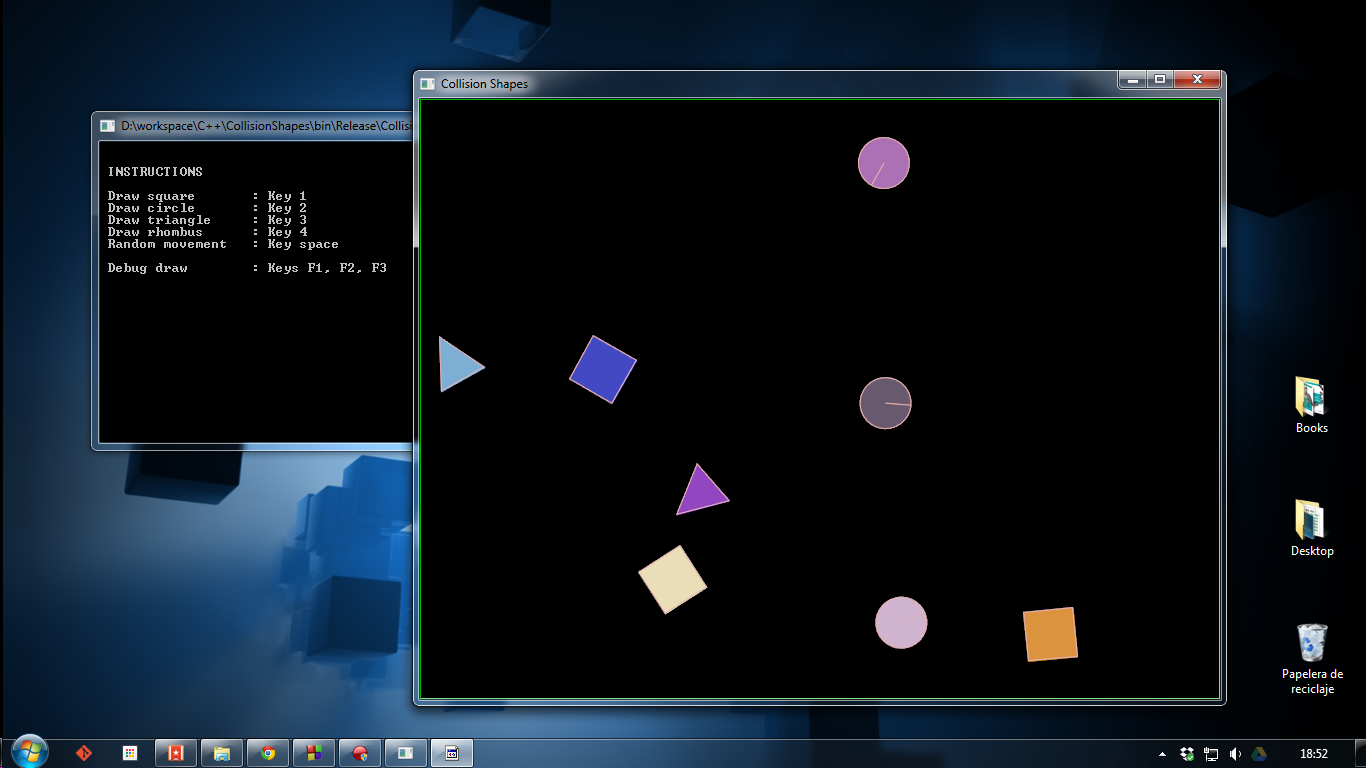 Collision Shapes
D:\workspace\C++\CollisionShapes\bin\Release\Collisi
INSTRUCTIONS
Draw square : Key 1
Draw circle : Key 2
Draw triangle : Key 3
Draw rhombus : Key 4
Random movement : Key space
Debug draw : Keys F1, F2, F3
Books
Desktop
Papelera de
reciclaje
18:52